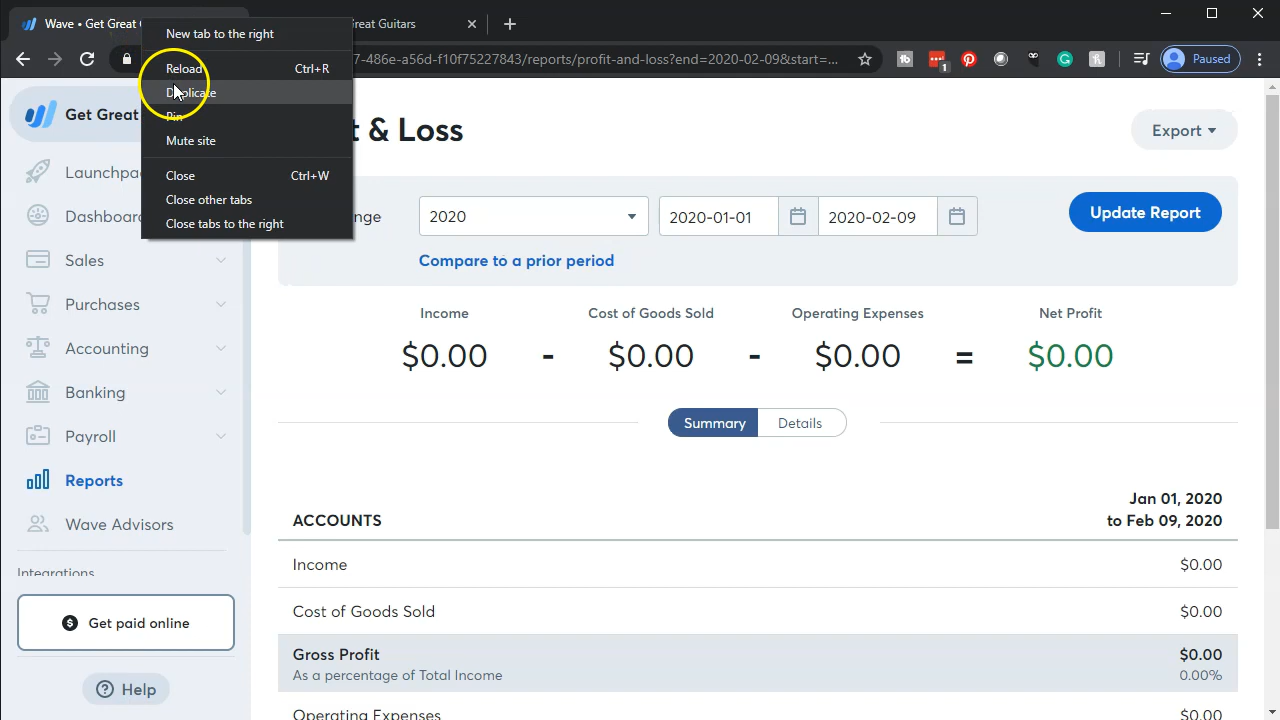 Wave • Get Great
reat Guitars
7-486e-a56d-f10f75227843/reports/profit-and-loss?end=2020-02-09&start=...
1
Paused
New tab to the right
Reload Ctrl+R
Duplicate
Pin
Mute site
Close Ctrl+W
Close other tabs
Close tabs to the right
Get Great
Launchpa
Dashboar
Sales
Purchases
Accounting
Banking
Payroll
Reports
Wave Advisors
Integrations
$ Get paid online
? Help
t & Loss
Export
nge
2020
2020-01-01
2020-02-09
Update Report
Compare to a prior period
Income Cost of Goods Sold Operating Expenses Net Profit
$0.00 - $0.00 - $0.00 = $0.00
Summary Details
ACCOUNTS
Jan 01, 2020
to Feb 09, 2020
Income $0.00
Cost of Goods Sold $0.00
Gross Profit $0.00
As a percentage of Total Income 0.00%
Operating Expenses $0.00